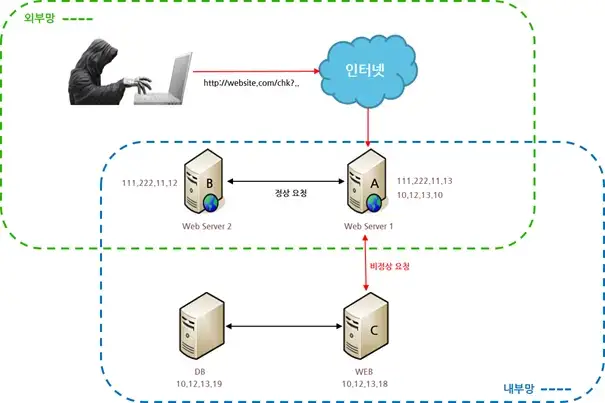 외부망 ----
인터넷
http://website,com/chk?,,
B
A
111,222,11,12
정상 요청
111,222,11,13
10,12,13,10
Web Server 2
Web Server 1
비정상 요청
C
DB
WEB
10,12,13,19
10,12,13,18
내부망 ----